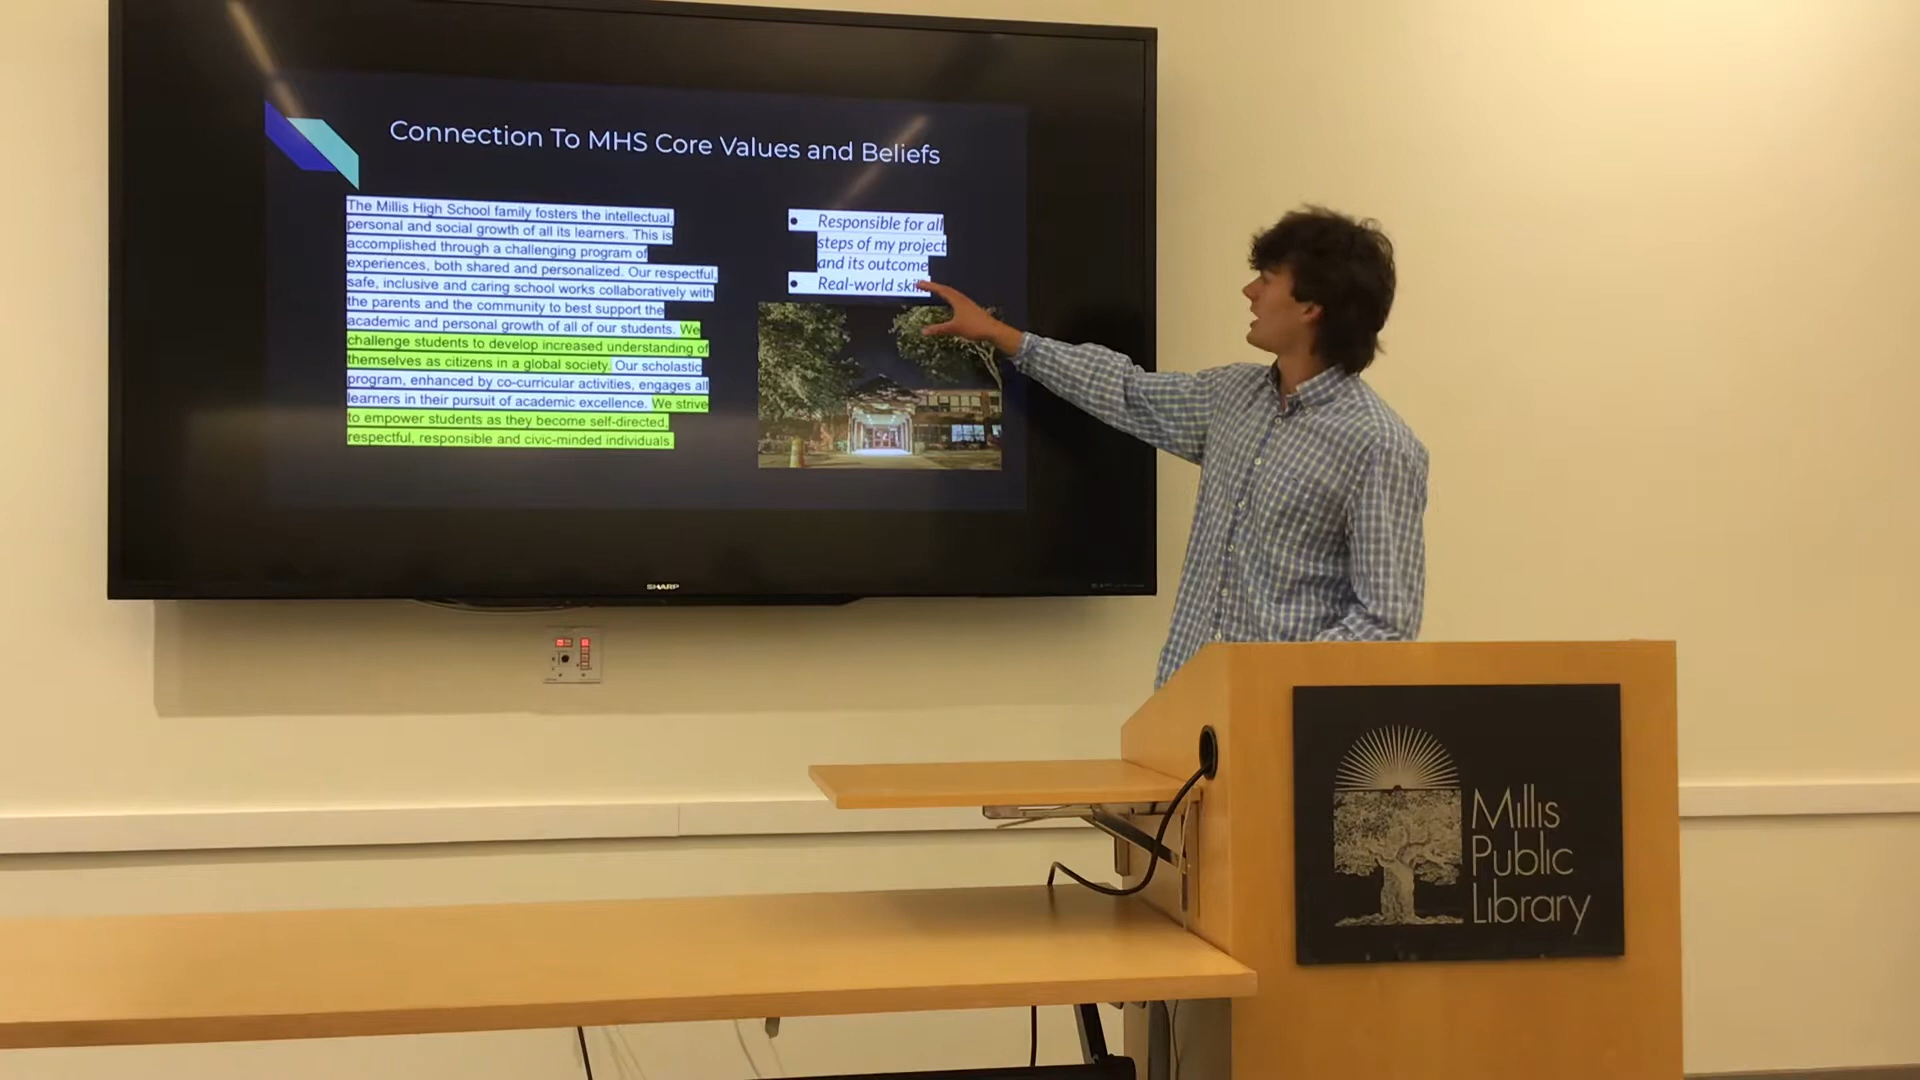 Connection To MHS Core Values and Beliefs
The Millis High School family fosters the intellectual,
personal and social growth of all its learners. This is
accomplished through a challenging program of
experiences, both shared and personalized. Our respectful,
safe, inclusive and caring school works collaboratively with
the parents and the community to best support the
academic and personal growth of all of our students. We
challenge students to develop increased understanding of
themselves as citizens in a global society. Our scholastic
program, enhanced by co-curricular activities, engages all
learners in their pursuit of academic excellence. We strive
to empower students as they become self-directed,
respectful, responsible and civic-minded individuals.
● Responsible for all
steps of my project
and its outcome
● Real-world
SHARP
Millis
Public
Library